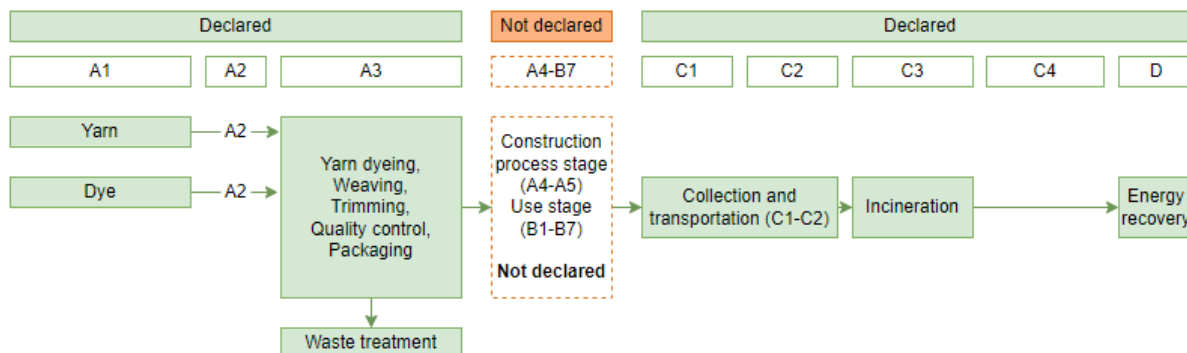 Declared
Not declared
Declared
A1
A2
A3
A4-B7
C1
C2
C3
C4
D
Yarn
A2
Dye
A2
Yarn dyeing,
Weaving,
Trimming,
Quality control,
Packaging
Waste treatment
Construction
process stage
(A4-A5)
Use stage
(B1-B7)
Not declared
Collection and
transportation (C1-C2)
Incineration
Energy
recovery